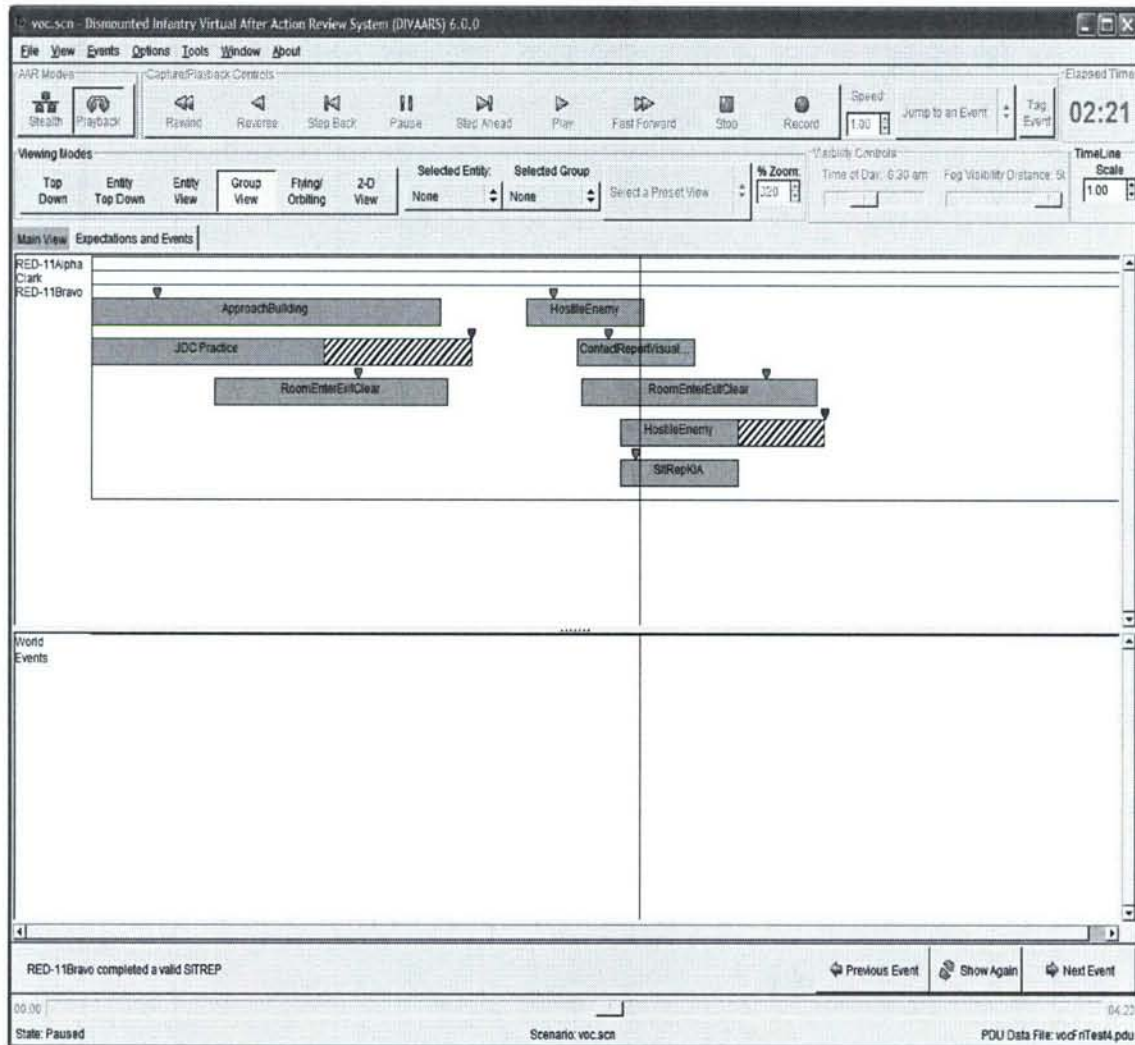 voc.scn - Dismounted Infantry Virtual After Action Review System (DIVAARS) 6.0.0
File View Events Options Tools Window About
AAR Modes Capture/Playback Controls Elapsed Time
Stealth Playback Rewind Reverse Step Back Pause Step Ahead Play Fast Forward Stop Record Speed 1.00 Jump to an Event Tag Event 02:21
Viewing Modes Visibility Controls TimeLine Scale
Top Down Entity Top Down Entity View Group View Flying/Orbiting 2-D View Selected Entity: None Selected Group None Select a Preset View % Zoom: 320 Time of Day: 6:30 am Fog Visibility Distance: 1.00
Main View Expectations and Events
RED-11Alpha
Clark
RED-11Bravo
ApproachBuilding HostileEnemy
JDC Practice ContactReportVisual...
RoomEnterExitClear RoomEnterExitClear
HostileEnemy
SitRepKIA
World
Events
RED-11Bravo completed a valid SITREP Previous Event Show Again Next Event
00:00 04:23
State: Paused Scenario: voc.scn PDU Data File: vocFriTest4.pdu